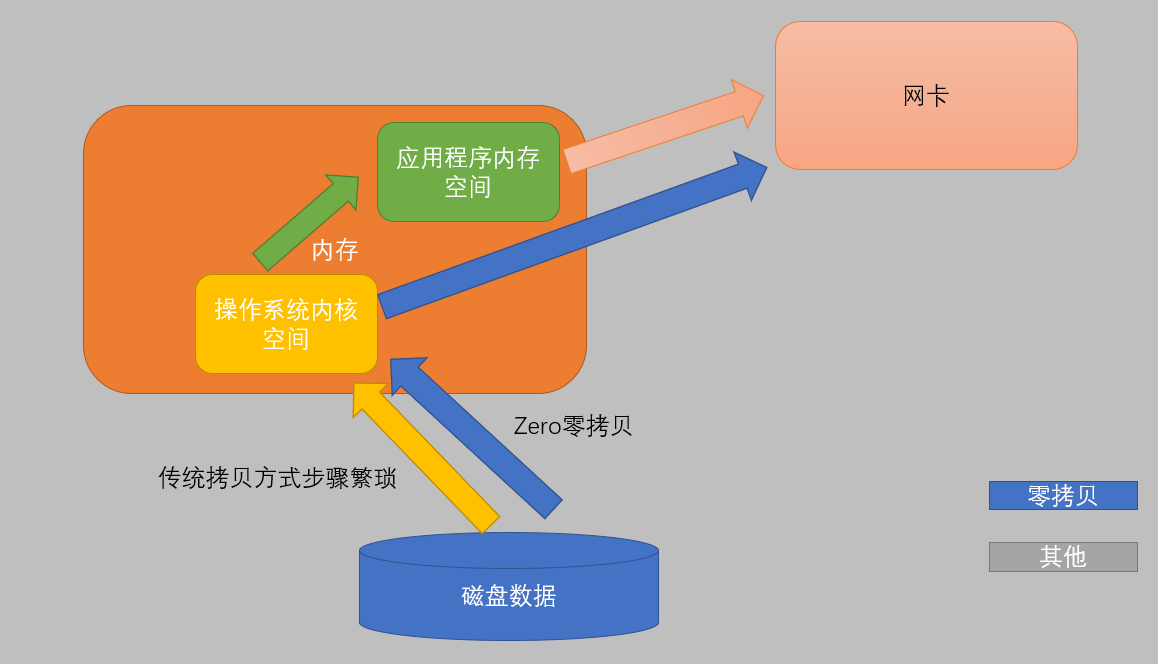 网卡
应用程序内存
空间
内存
操作系统内核
空间
Zero零拷贝
传统拷贝方式步骤繁琐
零拷贝
其他
磁盘数据